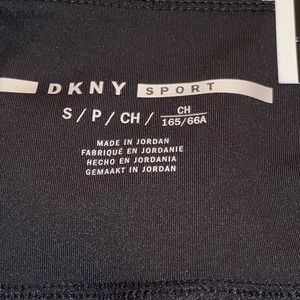 DKNY SPORT
S / P / CH / CH 165/66A
MADE IN JORDAN
FABRIQUÉ EN JORDANIE
HECHO EN JORDANIA
GEMAAKT IN JORDAN